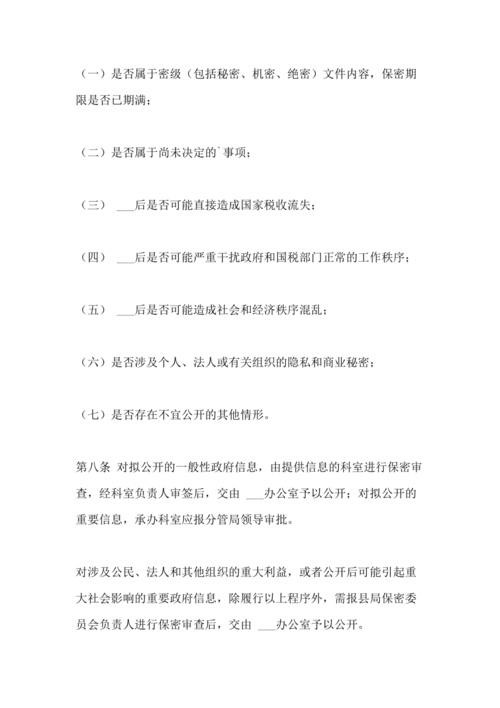 （一）是否属于密级（包括秘密、机密、绝密）文件内容，保密期
限是否已期满；
（二）是否属于尚未决定的`事项；
（三） ___后是否可能直接造成国家税收流失；
（四） ___后是否可能严重干扰政府和国税部门正常的工作秩序；
（五） ___后是否可能造成社会和经济秩序混乱；
（六）是否涉及个人、法人或有关组织的隐私和商业秘密；
（七）是否存在不宜公开的其他情形。
第八条 对拟公开的一般性政府信息，由提供信息的科室进行保密审
查，经科室负责人审签后，交由 ___办公室予以公开；对拟公开的
重要信息，承办科室应报分管局领导审批。
对涉及公民、法人和其他组织的重大利益，或者公开后可能引起重
大社会影响的重要政府信息，除履行以上程序外，需报县局保密委
员会负责人进行保密审查后，交由 ___办公室予以公开。